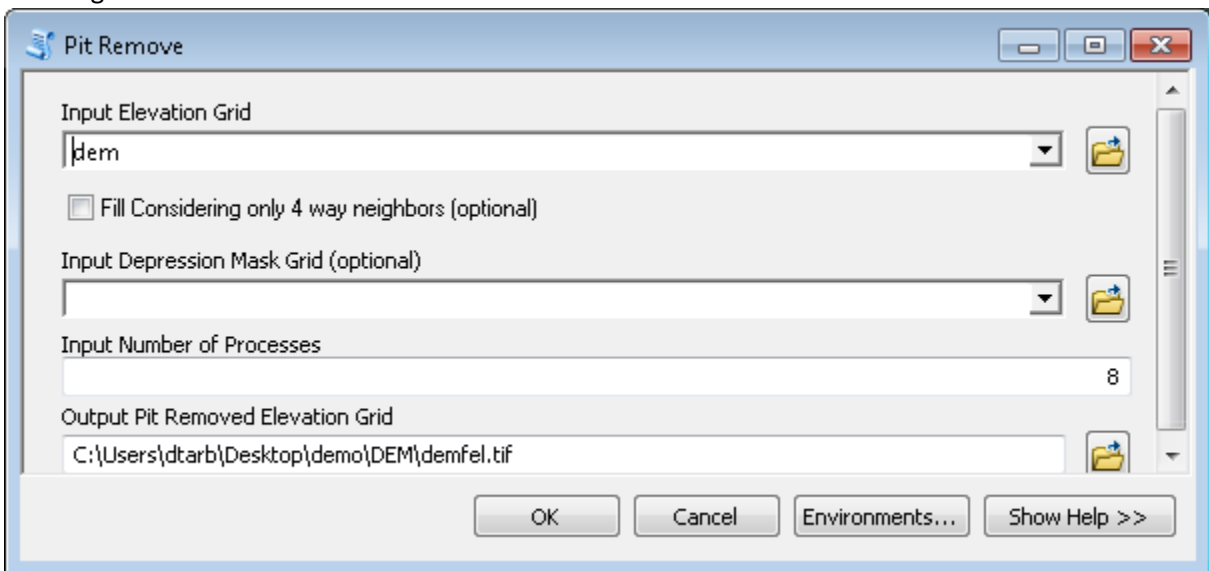 Pit Remove
Input Elevation Grid
dem
Fill Considering only 4 way neighbors (optional)
Input Depression Mask Grid (optional)
Input Number of Processes
8
Output Pit Removed Elevation Grid
C:\Users\dtarb\Desktop\demo\DEM\demfel.tif
OK Cancel Environments... Show Help >>